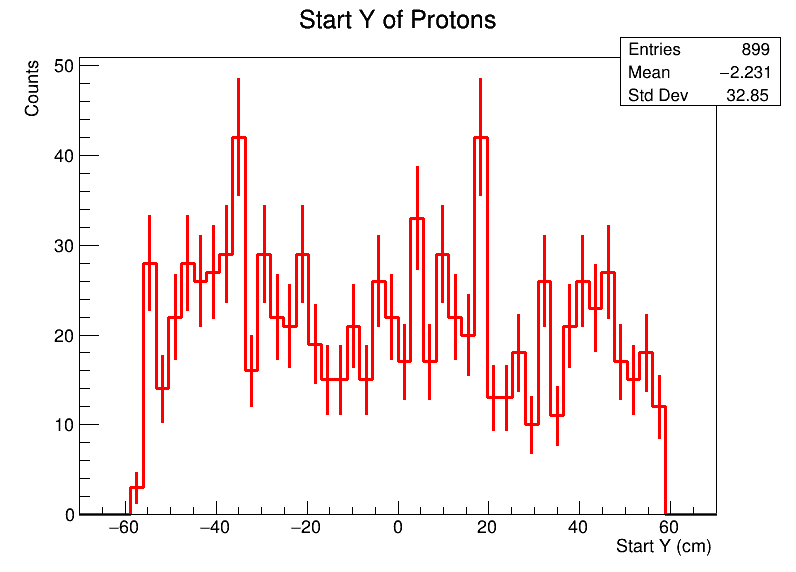 Start Y of Protons
Entries 899
Mean −2.231
Std Dev 32.85
Counts
50
40
30
20
10
0
−60 −40 −20 0 20 40 60
Start Y (cm)